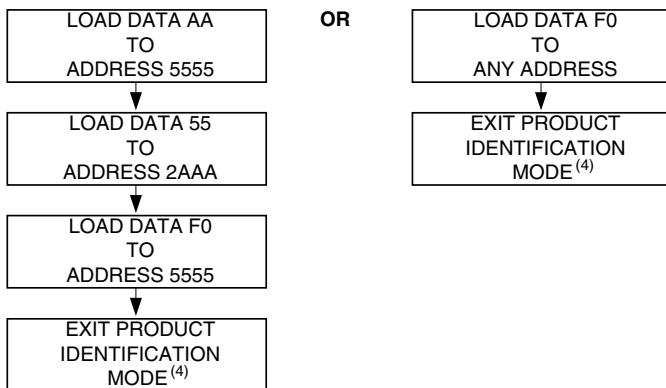 LOAD DATA AA
TO
ADDRESS 5555
LOAD DATA 55
TO
ADDRESS 2AAA
LOAD DATA F0
TO
ADDRESS 5555
EXIT PRODUCT
IDENTIFICATION
MODE(4)
OR
LOAD DATA F0
TO
ANY ADDRESS
EXIT PRODUCT
IDENTIFICATION
MODE(4)